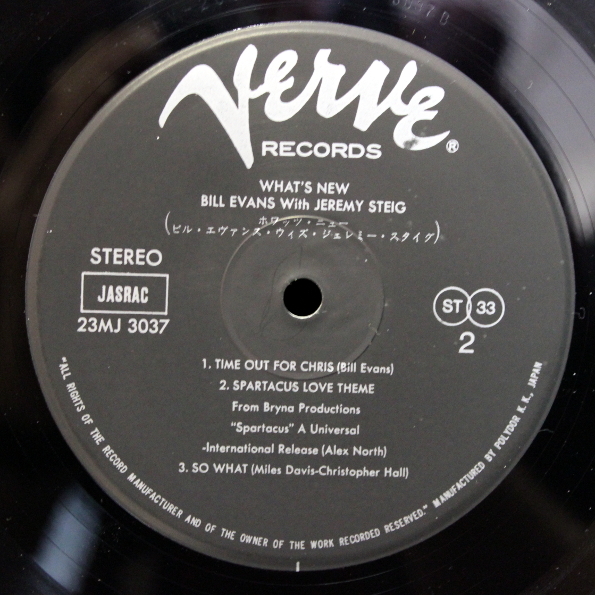 Verve
RECORDS ®
WHAT'S NEW
BILL EVANS With JEREMY STEIG
ホワッツ・ニュー
(ビル・エヴァンス・ウィズ・ジェレミー・スタイグ)
STEREO
JASRAC
23MJ 3037
ST 33
2
1. TIME OUT FOR CHRIS (Bill Evans)
2. SPARTACUS LOVE THEME
From Bryna Productions
"Spartacus" A Universal
-International Release (Alex North)
3. SO WHAT (Miles Davis-Christopher Hall)
"ALL RIGHTS OF THE RECORD MANUFACTURER AND OF THE OWNER OF THE WORK RECORDED RESERVED." MANUFACTURED BY POLYDOR K. K., JAPAN